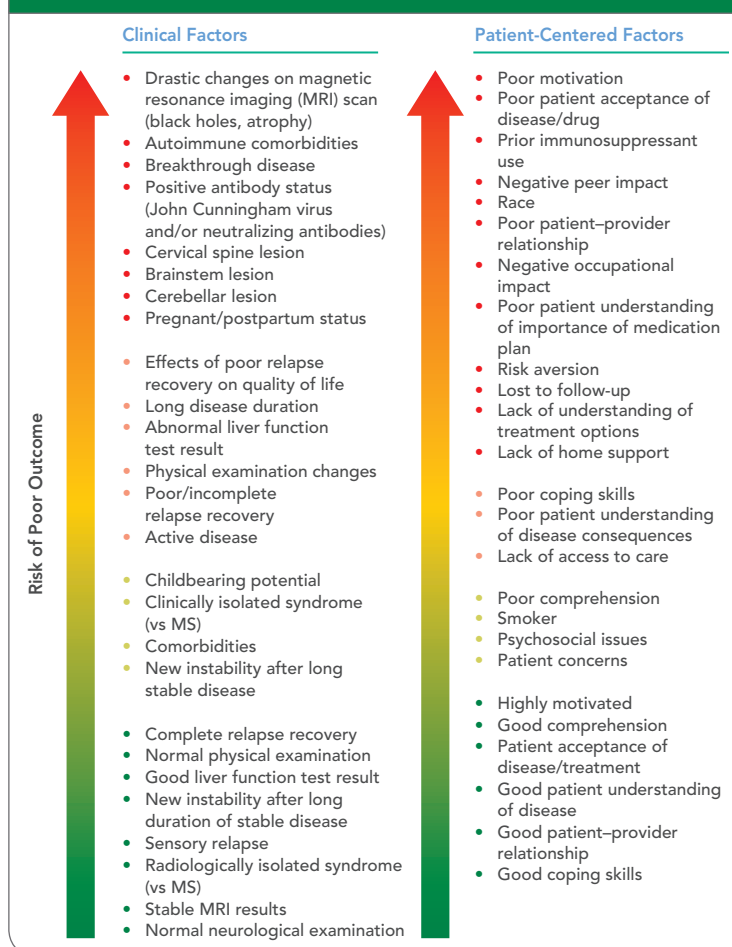 Clinical Factors
• Drastic changes on magnetic
resonance imaging (MRI) scan
(black holes, atrophy)
• Autoimmune comorbidities
• Breakthrough disease
• Positive antibody status
(John Cunningham virus
and/or neutralizing antibodies)
• Cervical spine lesion
• Brainstem lesion
• Cerebellar lesion
• Pregnant/postpartum status
• Effects of poor relapse
recovery on quality of life
• Long disease duration
• Abnormal liver function
test result
• Physical examination changes
• Poor/incomplete
relapse recovery
• Active disease
• Childbearing potential
• Clinically isolated syndrome
(vs MS)
• Comorbidities
• New instability after long
stable disease
• Complete relapse recovery
• Normal physical examination
• Good liver function test result
• New instability after long
duration of stable disease
• Sensory relapse
• Radiologically isolated syndrome
(vs MS)
• Stable MRI results
• Normal neurological examination
Patient-Centered Factors
• Poor motivation
• Poor patient acceptance of
disease/drug
• Prior immunosuppressant
use
• Negative peer impact
• Race
• Poor patient–provider
relationship
• Negative occupational
impact
• Poor patient understanding
of importance of medication
plan
• Risk aversion
• Lost to follow-up
• Lack of understanding of
treatment options
• Lack of home support
• Poor coping skills
• Poor patient understanding
of disease consequences
• Lack of access to care
• Poor comprehension
• Smoker
• Psychosocial issues
• Patient concerns
• Highly motivated
• Good comprehension
• Patient acceptance of
disease/treatment
• Good patient understanding
of disease
• Good patient–provider
relationship
• Good coping skills
Risk of Poor Outcome